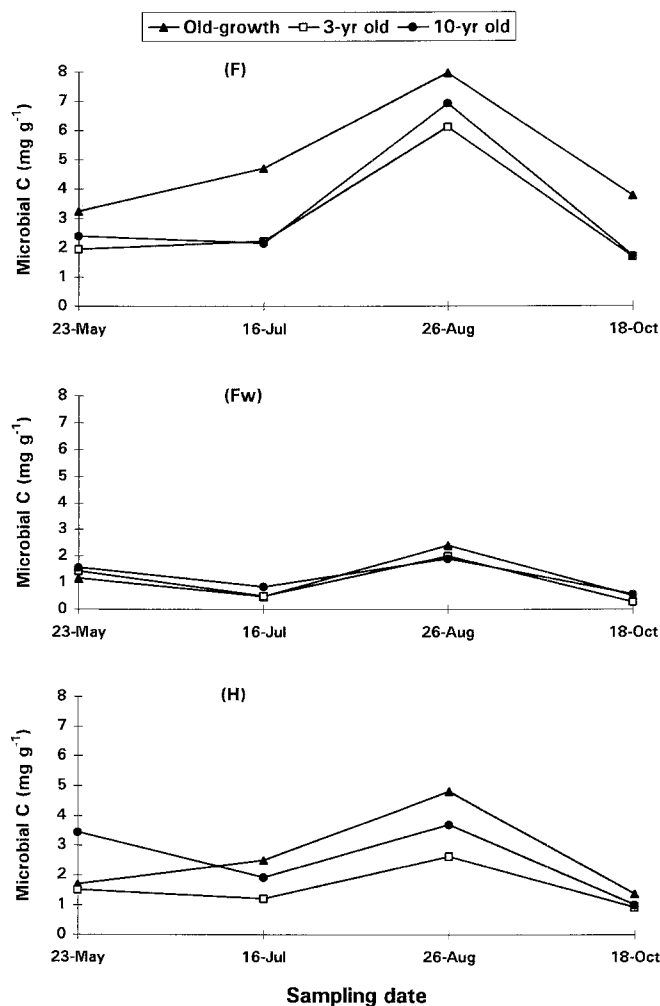 Old-growth 3-yr old 10-yr old
(F)
Microbial C (mg g⁻¹)
8
7
6
5
4
3
2
1
0
23-May 16-Jul 26-Aug 18-Oct
(Fw)
Microbial C (mg g⁻¹)
8
7
6
5
4
3
2
1
0
23-May 16-Jul 26-Aug 18-Oct
(H)
Microbial C (mg g⁻¹)
8
7
6
5
4
3
2
1
0
23-May 16-Jul 26-Aug 18-Oct
Sampling date